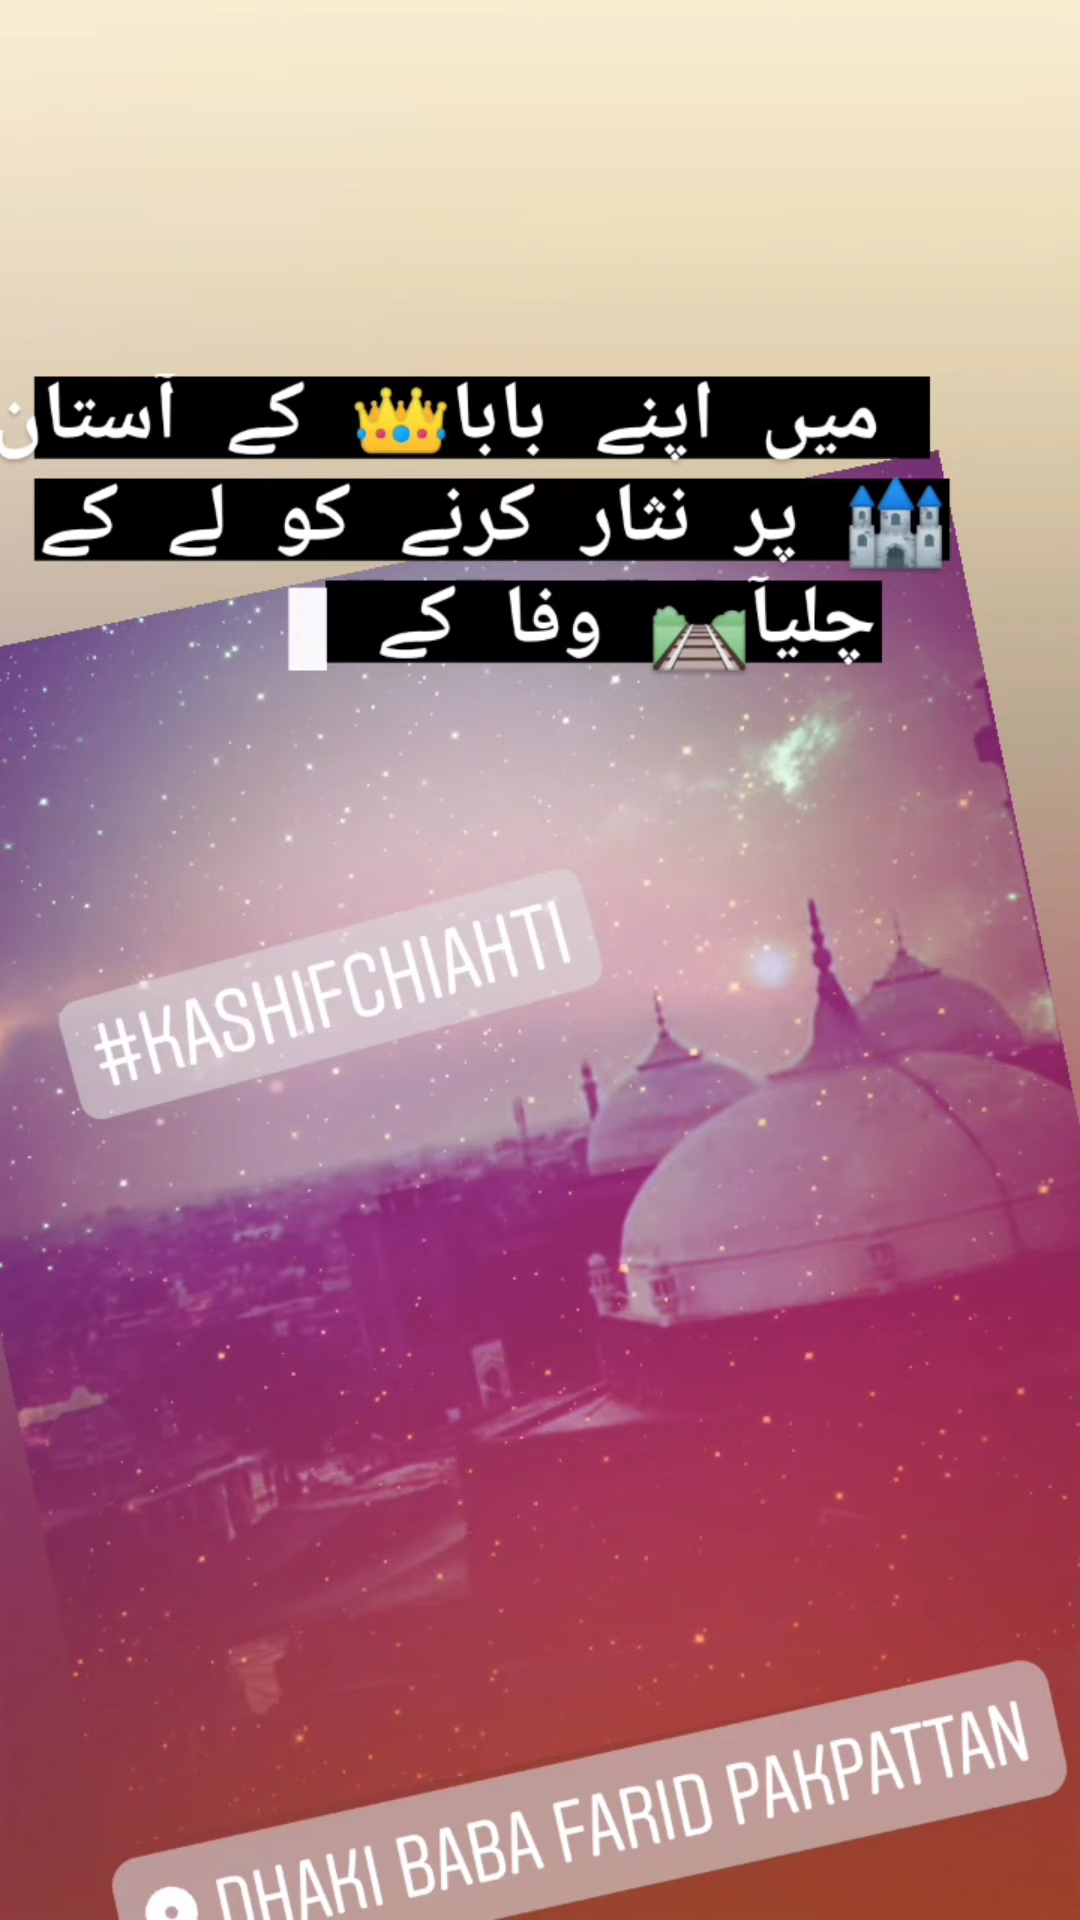 میں اپنے بابا👑 کے آستان
🏰 پر نثار کرنے کو لے کے
چلیآ🛤️ وفا کے
#KASHIFCHIAHTI
DHAKI BABA FARID PAKPATTAN